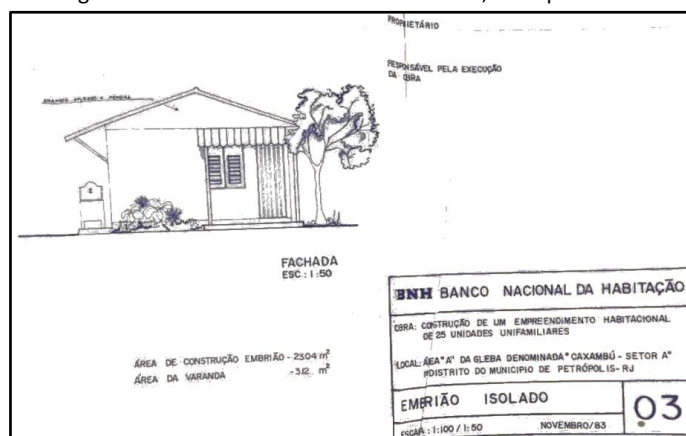 PROPRIETÁRIO
RESPONSÁVEL PELA EXECUÇÃO
DA OBRA
FACHADA
ESC: 1:50
ÁREA DE CONSTRUÇÃO EMBRIÃO - 23.04 m²
ÁREA DA VARANDA - 3.12 m²
BNH BANCO NACIONAL DA HABITAÇÃO
OBRA: COSTRUÇÃO DE UM EMPREENDIMENTO HABITACIONAL
DE 25 UNIDADES UNIFAMILIARES
LOCAL: ÁEA "A" DA GLEBA DENOMINADA "CAXAMBÚ - SETOR A"
DISTRITO DO MUNICIPIO DE PETRÓPOLIS - RJ
EMBRIÃO ISOLADO
03
ESCAR: 1:100 / 1:50 NOVEMBRO/83